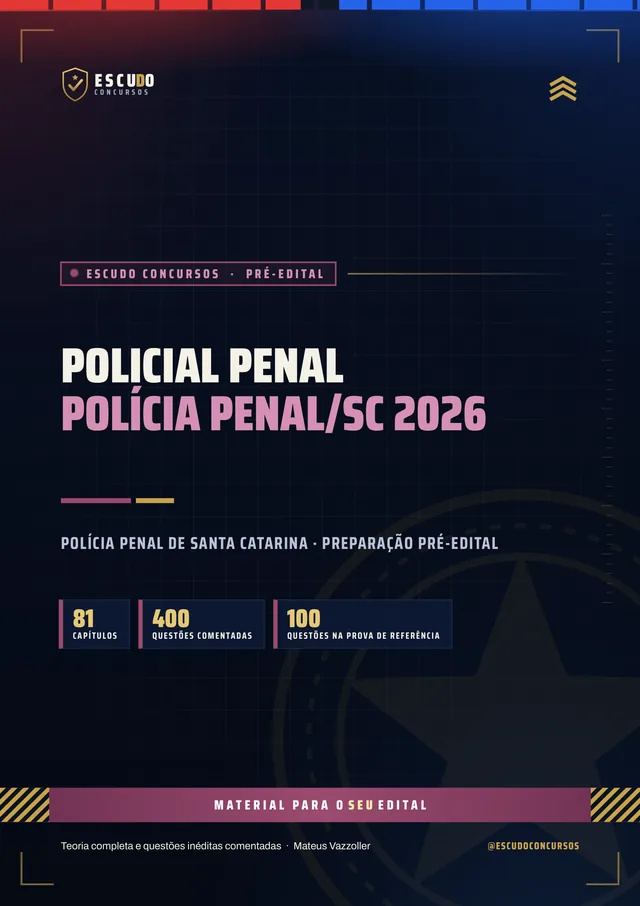 ESCUDO
CONCURSOS
ESCUDO CONCURSOS · PRÉ-EDITAL
POLICIAL PENAL
POLÍCIA PENAL/SC 2026
POLÍCIA PENAL DE SANTA CATARINA · PREPARAÇÃO PRÉ-EDITAL
81
CAPÍTULOS
400
QUESTÕES COMENTADAS
100
QUESTÕES NA PROVA DE REFERÊNCIA
MATERIAL PARA O SEU EDITAL
Teoria completa e questões inéditas comentadas · Mateus Vazzoller
@ESCUDOCONCURSOS